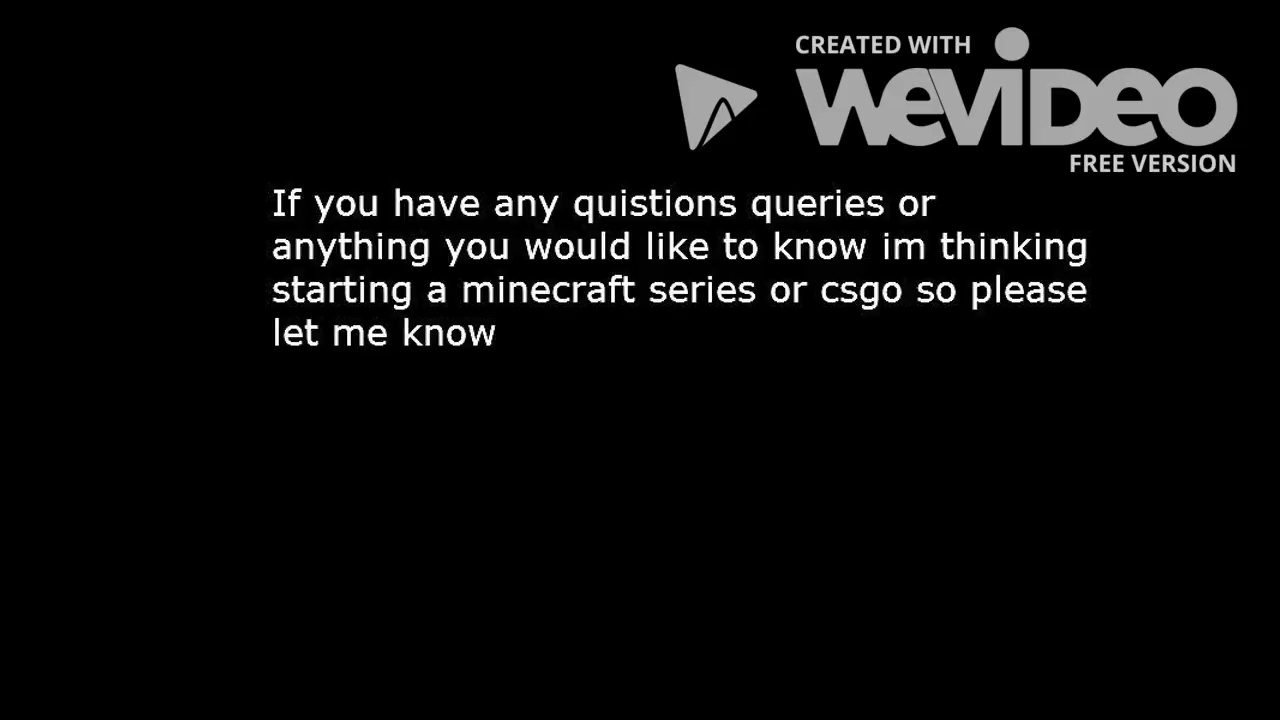 CREATED WITH
WEVIDEO
FREE VERSION
If you have any quistions queries or
anything you would like to know im thinking
starting a minecraft series or csgo so please
let me know